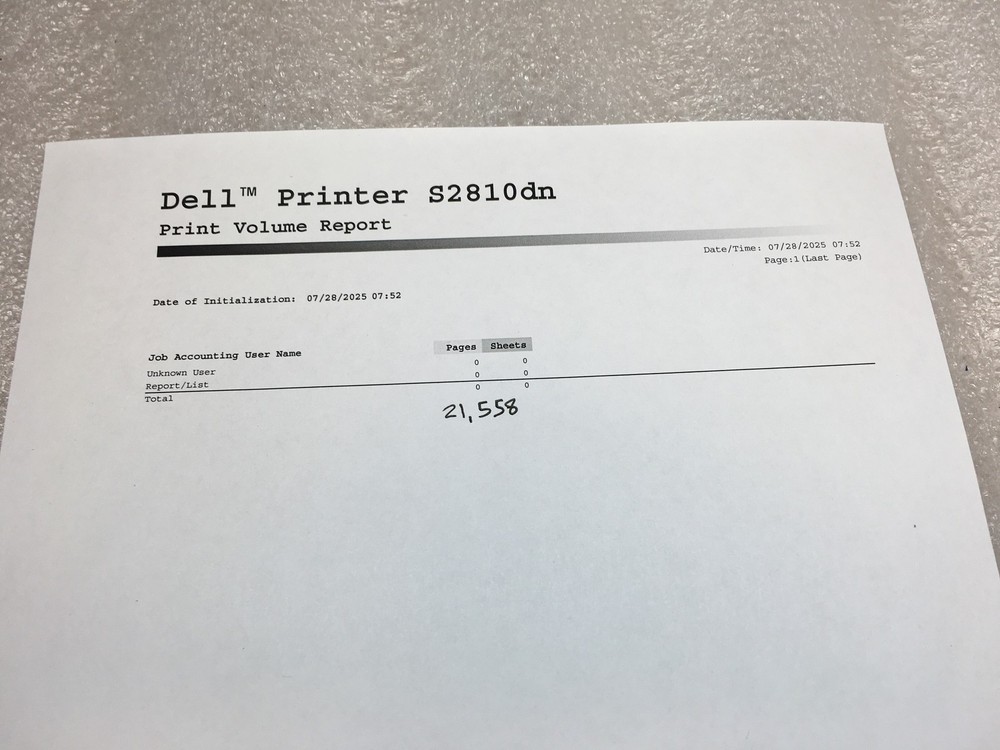 Dell™ Printer S2810dn
Print Volume Report
Date/Time: 07/28/2025 07:52
Page:1(Last Page)
Date of Initialization: 07/28/2025 07:52
Job Accounting User Name Pages Sheets
Unknown User 0 0
Report/List 0 0
Total 0 0
21,558